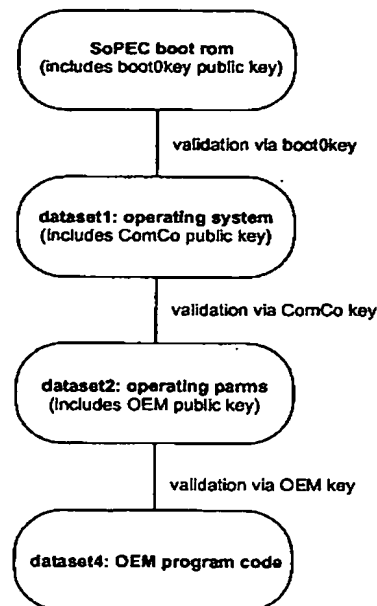 SoPEC boot rom
(includes boot0key public key)
validation via boot0key
dataset1: operating system
(Includes ComCo public key)
validation via ComCo key
dataset2: operating parms
(Includes OEM public key)
validation via OEM key
dataset4: OEM program code